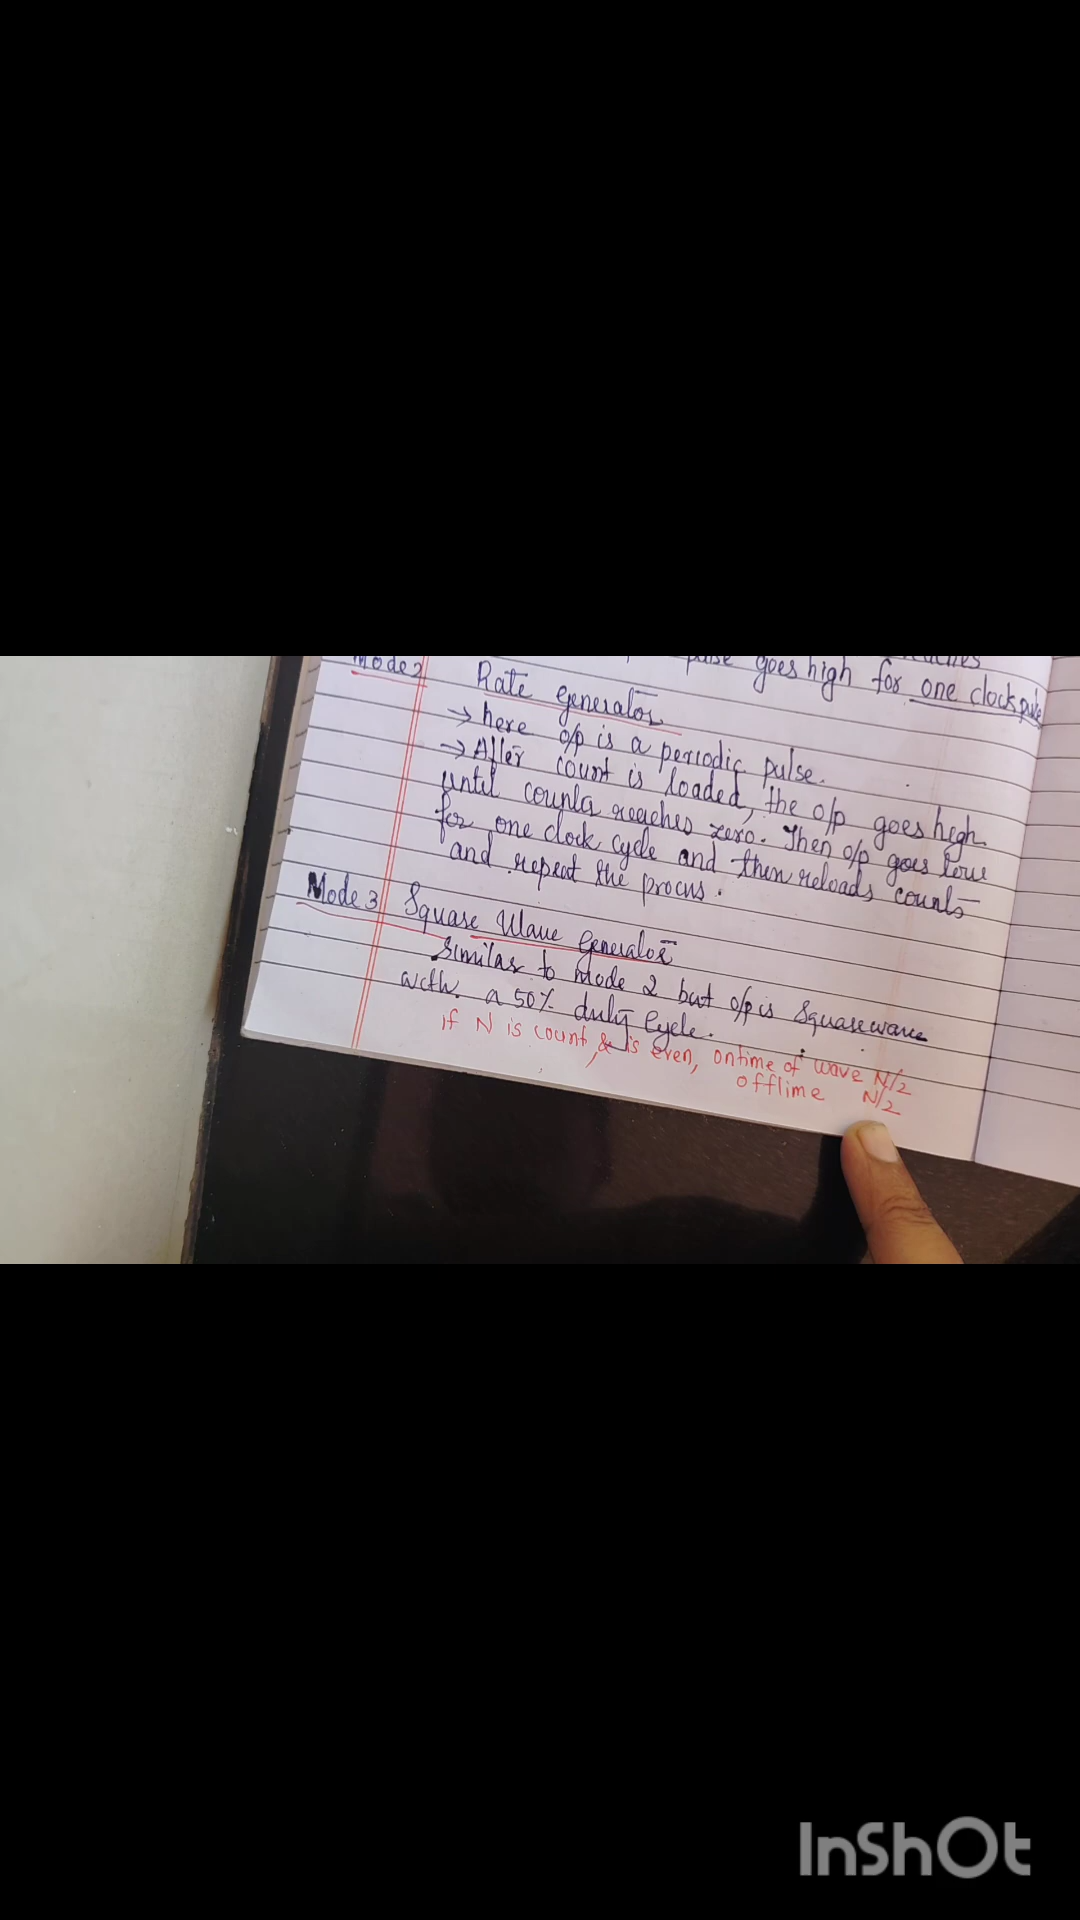 pulse goes high for one clock pulse
Mode 2 Rate generator
→ here o/p is a periodic pulse.
→ After count is loaded, the o/p goes high
until reaches zero. Then o/p goes low
for one clock cycle and then reloads counts
and repeat the process.
Mode 3 Square Wave Generator
Similar to mode 2 but o/p is Square wave
with a 50% duty cycle.
if N is count, & is even, ontime of wave N/2
offtime N/2
InShOt